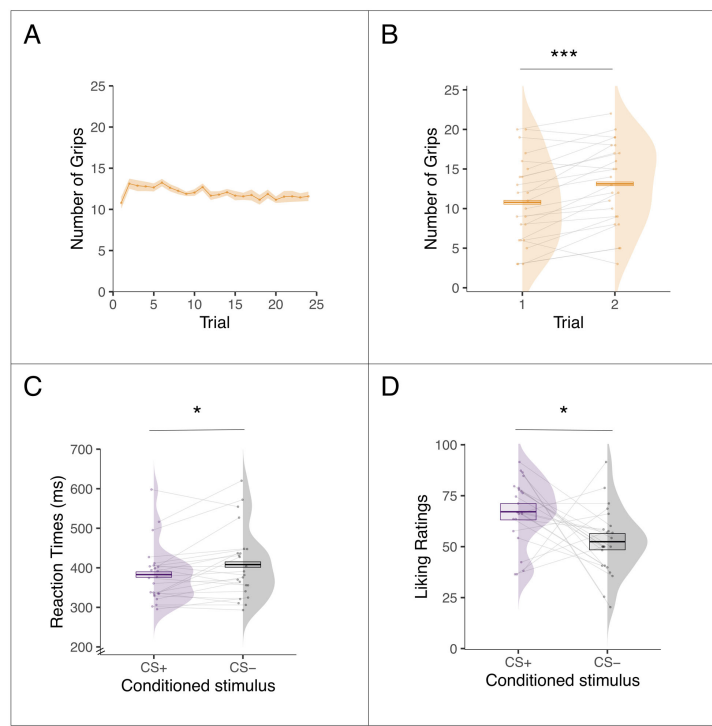 A
Number of Grips
25
20
15
10
5
0
0 5 10 15 20 25
Trial
B
***
Number of Grips
25
20
15
10
5
0
1 2
Trial
C
*
Reaction Times (ms)
700
600
500
400
300
200
CS+ CS−
Conditioned stimulus
D
*
Liking Ratings
100
75
50
25
0
CS+ CS−
Conditioned stimulus